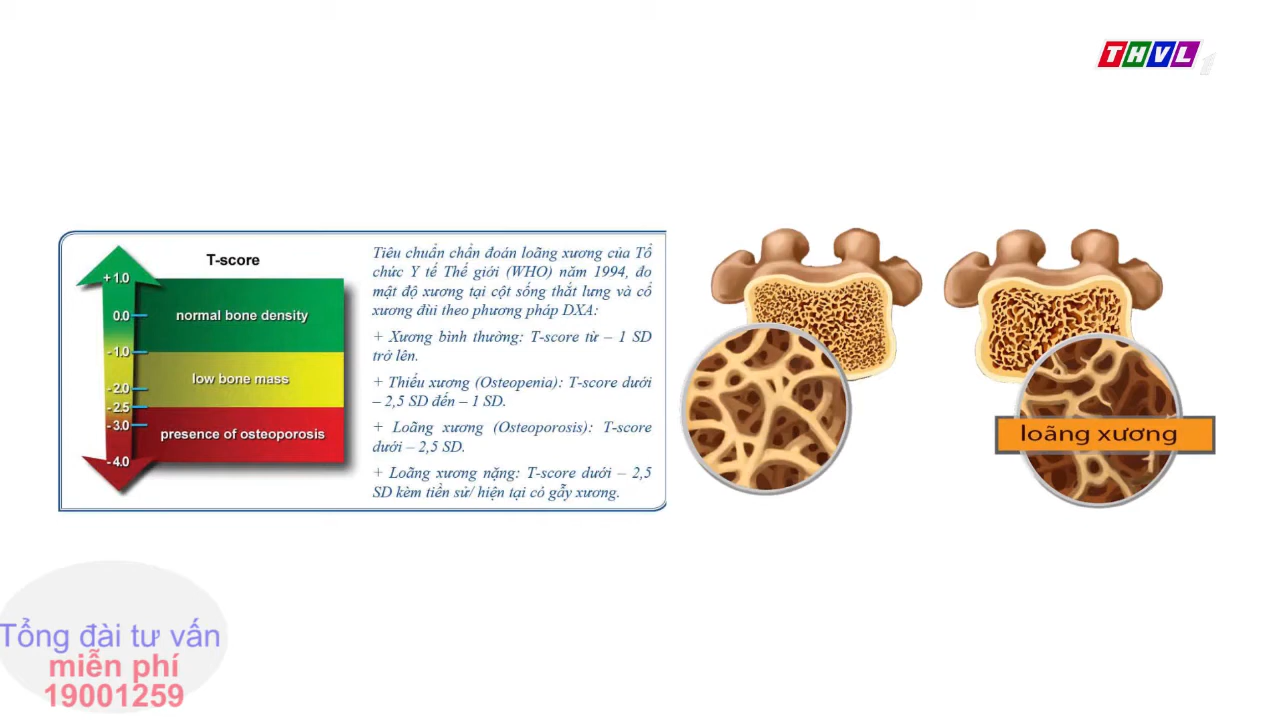 THVL1
T-score
+1.0
0.0
-1.0
-2.0
-2.5
-3.0
-4.0
normal bone density
low bone mass
presence of osteoporosis
Tiêu chuẩn chẩn đoán loãng xương của Tổ
chức Y tế Thế giới (WHO) năm 1994, đo
mật độ xương tại cột sống thắt lưng và cổ
xương đùi theo phương pháp DXA:
+ Xương bình thường: T-score từ – 1 SD
trở lên.
+ Thiếu xương (Osteopenia): T-score dưới
– 2,5 SD đến – 1 SD.
+ Loãng xương (Osteoporosis): T-score
dưới – 2,5 SD.
+ Loãng xương nặng: T-score dưới – 2,5
SD kèm tiền sử/ hiện tại có gẫy xương.
loãng xương
Tổng đài tư vấn
miễn phí
19001259